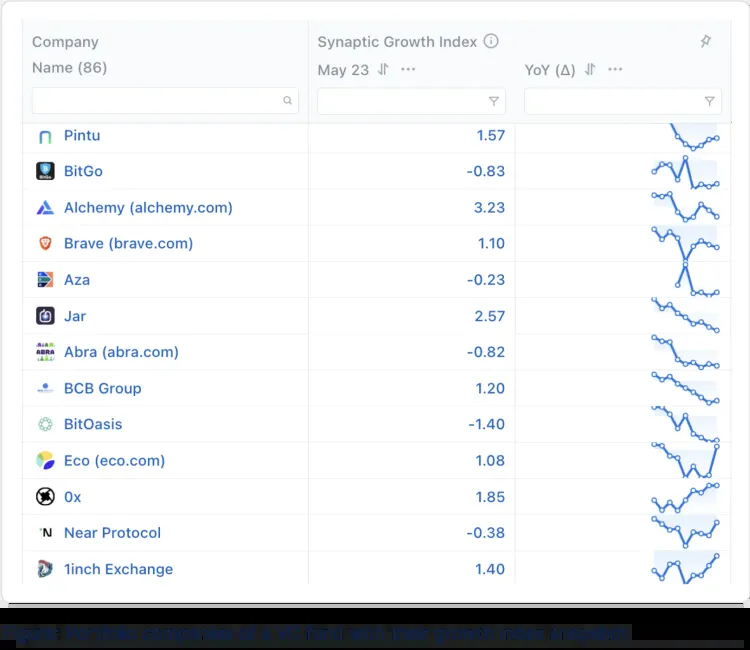 Company
Synaptic Growth Index
Name (86)
May 23
YoY (Δ)
Pintu 1.57
BitGo -0.83
Alchemy (alchemy.com) 3.23
Brave (brave.com) 1.10
Aza -0.23
Jar 2.57
ABRA Abra (abra.com) -0.82
BCB Group 1.20
BitOasis -1.40
Eco (eco.com) 1.08
0x 1.85
N Near Protocol -0.38
1inch Exchange 1.40